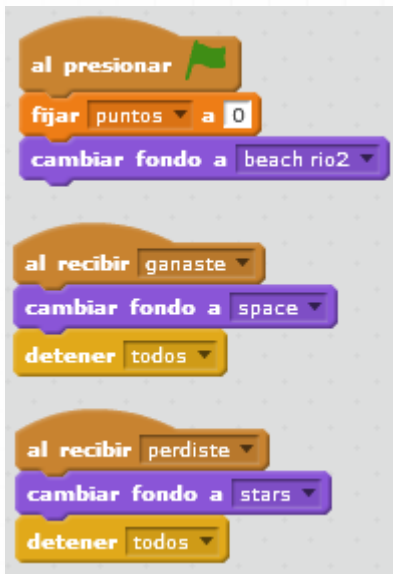 al presionar
fijar puntos a 0
cambiar fondo a beach rio2
al recibir ganaste
cambiar fondo a space
detener todos
al recibir perdiste
cambiar fondo a stars
detener todos